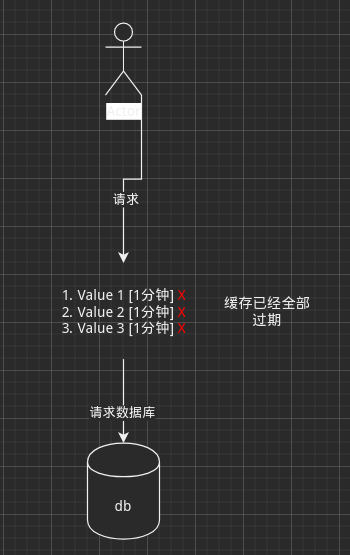 Actor
请求
1. Value 1 [1分钟] X
2. Value 2 [1分钟] X
3. Value 3 [1分钟] X
缓存已经全部
过期
请求数据库
db